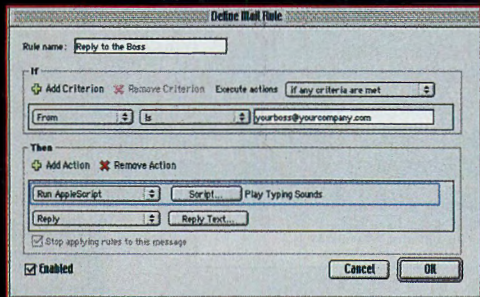 Define Mail Rule
Rule name: Reply to the Boss
If
Add Criterion Remove Criterion Execute actions if any criteria are met
From Is yourboss@yourcompany.com
Then
Add Action Remove Action
Run AppleScript Script... Play Typing Sounds
Reply Reply Text...
Stop applying rules to this message
Enabled Cancel OK